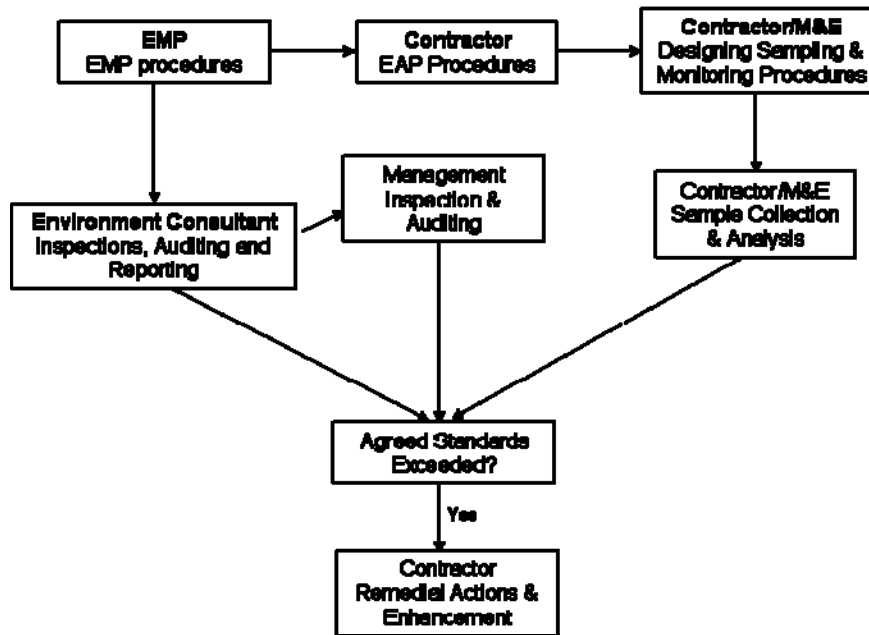 EMP
EMP procedures
Contractor
EAP Procedures
Contractor/M&E
Designing Sampling &
Monitoring Procedures
Management
Inspection &
Auditing
Environment Consultant
Inspections, Auditing and
Reporting
Contractor/M&E
Sample Collection
& Analysis
Agreed Standards
Exceeded?
Yes
Contractor
Remedial Actions &
Enhancement